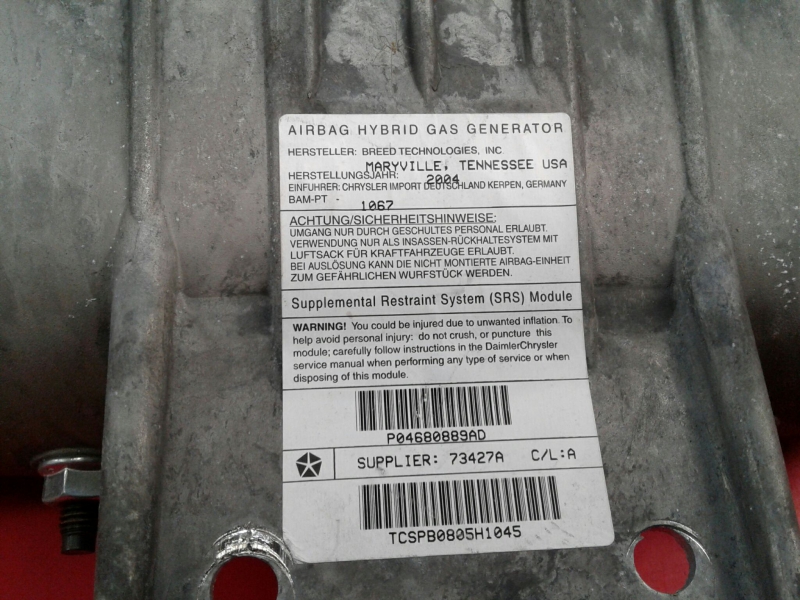 AIRBAG HYBRID GAS GENERATOR
HERSTELLER: BREED TECHNOLOGIES, INC.
MARYVILLE, TENNESSEE USA
HERSTELLUNGSJAHR: 2004
EINFUHRER: CHRYSLER IMPORT DEUTSCHLAND KERPEN, GERMANY
BAM-PT - 1067
ACHTUNG/SICHERHEITSHINWEISE:
UMGANG NUR DURCH GESCHULTES PERSONAL ERLAUBT.
VERWENDUNG NUR ALS INSASSEN-RÜCKHALTESYSTEM MIT
LUFTSACK FÜR KRAFTFAHRZEUGE ERLAUBT.
BEI AUSLÖSUNG KANN DIE NICHT MONTIERTE AIRBAG-EINHEIT
ZUM GEFÄHRLICHEN WURFSTÜCK WERDEN.
Supplemental Restraint System (SRS) Module
WARNING! You could be injured due to unwanted inflation. To
help avoid personal injury: do not crush, or puncture this
module; carefully follow instructions in the DaimlerChrysler
service manual when performing any type of service or when
disposing of this module.
P04680889AD
SUPPLIER: 73427A C/L:A
TCSPB0805H1045